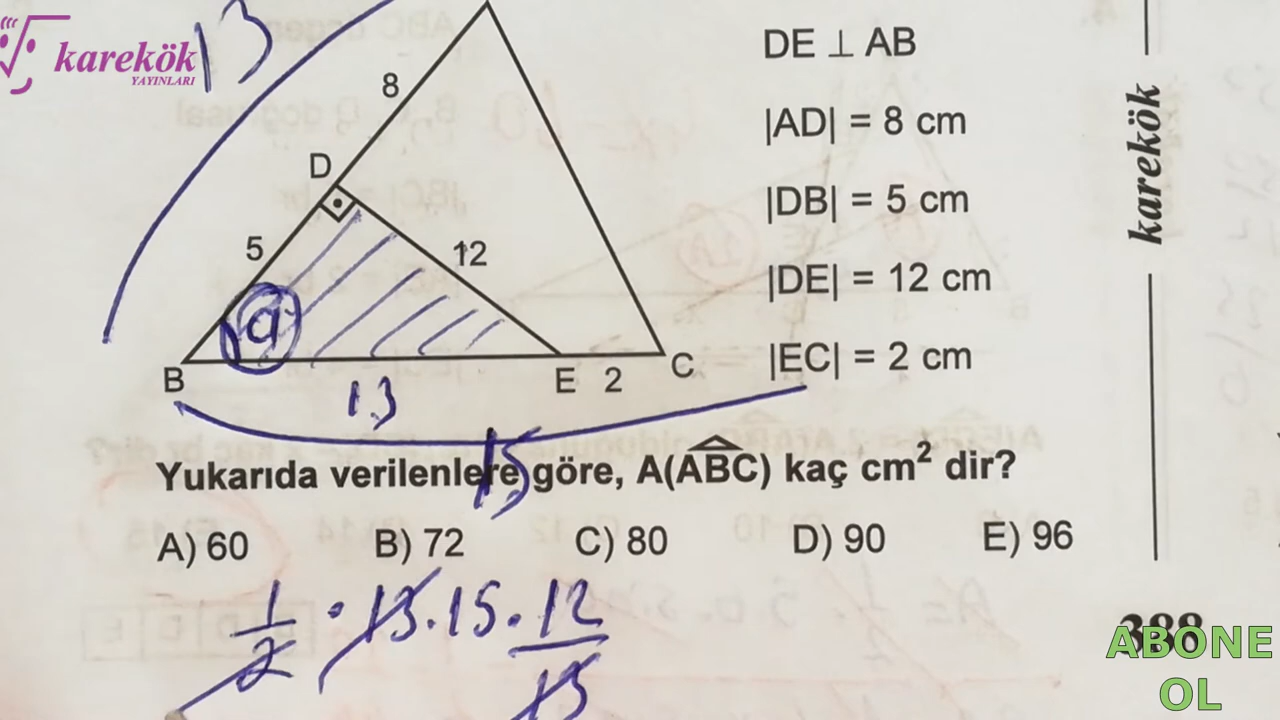 karekök
YAYINLARI
13
8
D
5
12
a
B
E
2
C
13
15
DE ⊥ AB
|AD| = 8 cm
|DB| = 5 cm
|DE| = 12 cm
|EC| = 2 cm
karekök
Yukarıda verilenlere göre, A(ABC) kaç cm² dir?
A) 60 B) 72 C) 80 D) 90 E) 96
1/2 · 13 . 15 . 12/13
388
ABONE
OL